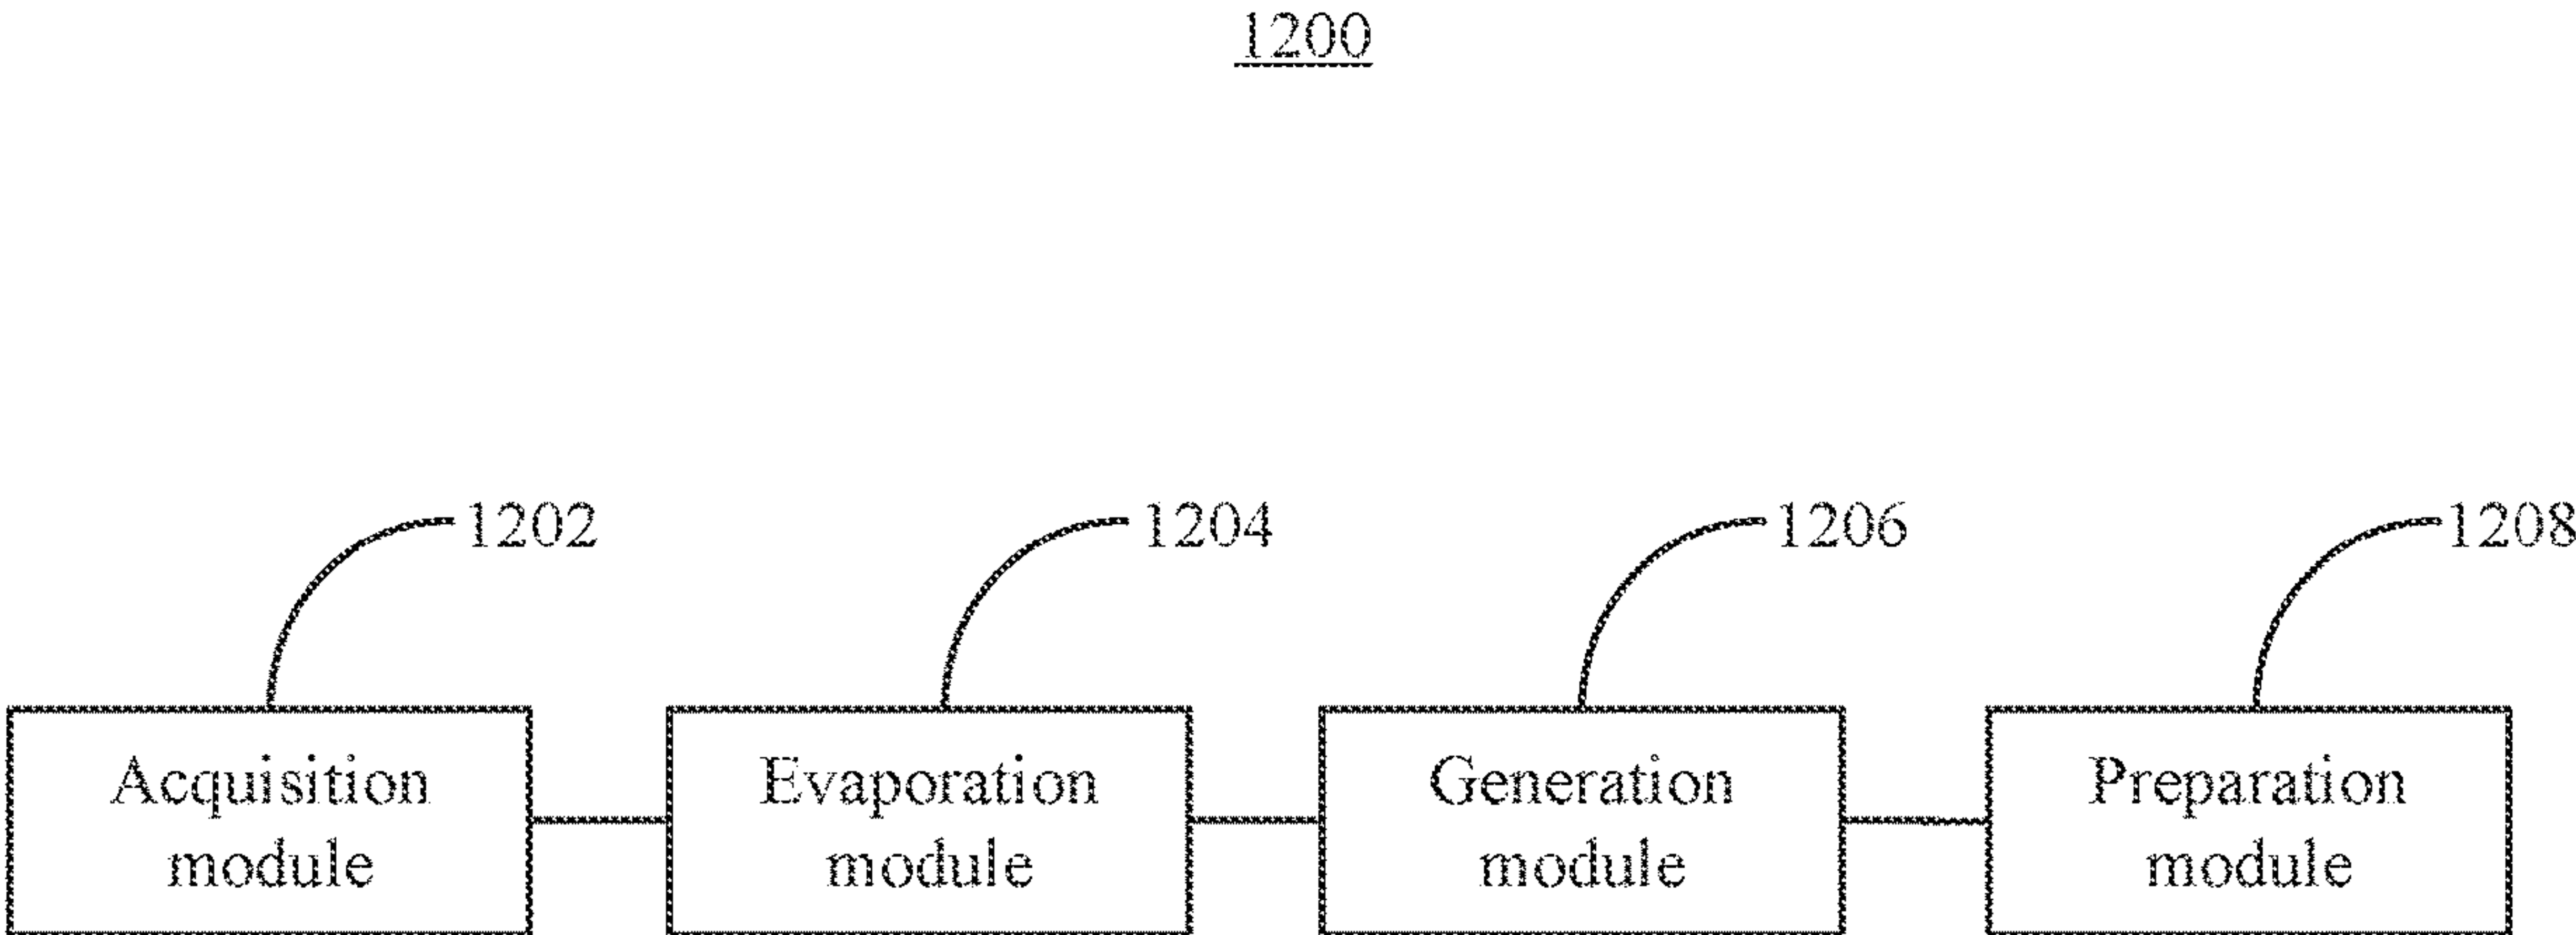 1200
1202
1204
1206
1208
Acquisition
module
Evaporation
module
Generation
module
Preparation
module